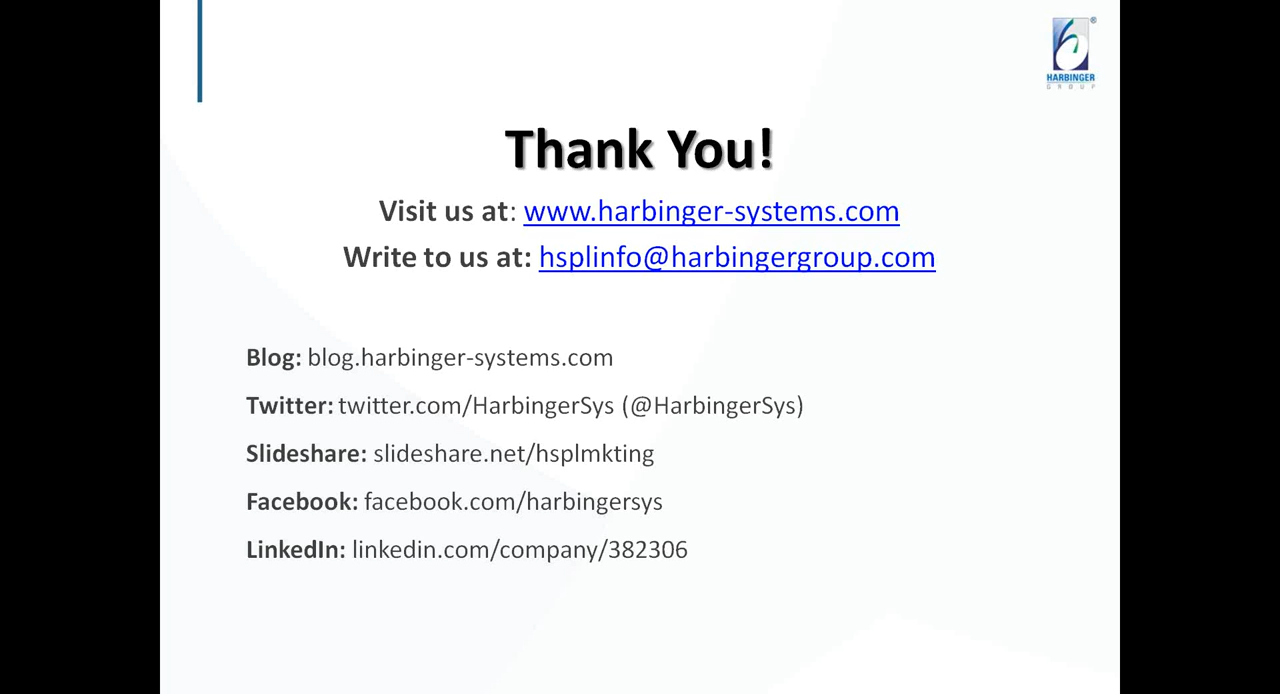 ®
HARBINGER
GROUP
Thank You!
Visit us at: www.harbinger-systems.com
Write to us at: hsplinfo@harbingergroup.com
Blog: blog.harbinger-systems.com
Twitter: twitter.com/HarbingerSys (@HarbingerSys)
Slideshare: slideshare.net/hsplmkting
Facebook: facebook.com/harbingersys
LinkedIn: linkedin.com/company/382306